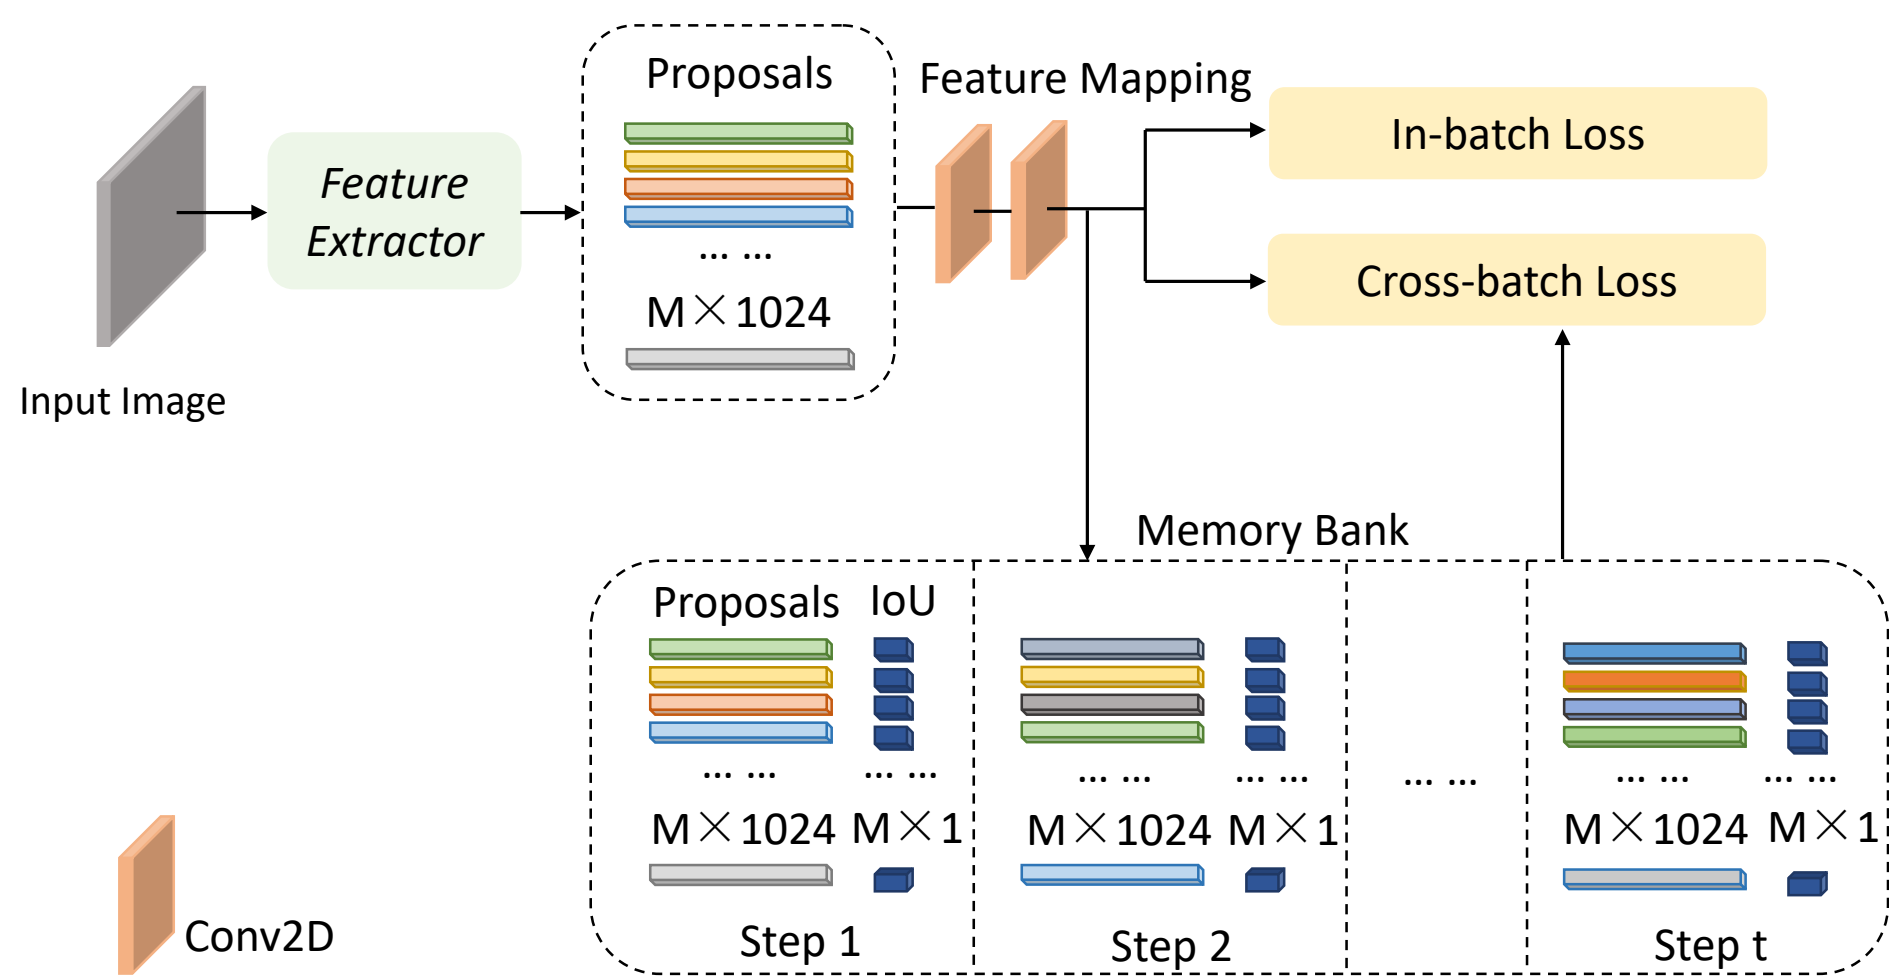 Proposals
Feature Mapping
In-batch Loss
Feature
Extractor
... ...
Cross-batch Loss
M×1024
Input Image
Memory Bank
Proposals IoU
... ... ... ... ... ... ... ... ... ... ... ... ... ...
M×1024 M×1 M×1024 M×1 M×1024 M×1
Conv2D
Step 1 Step 2 Step t